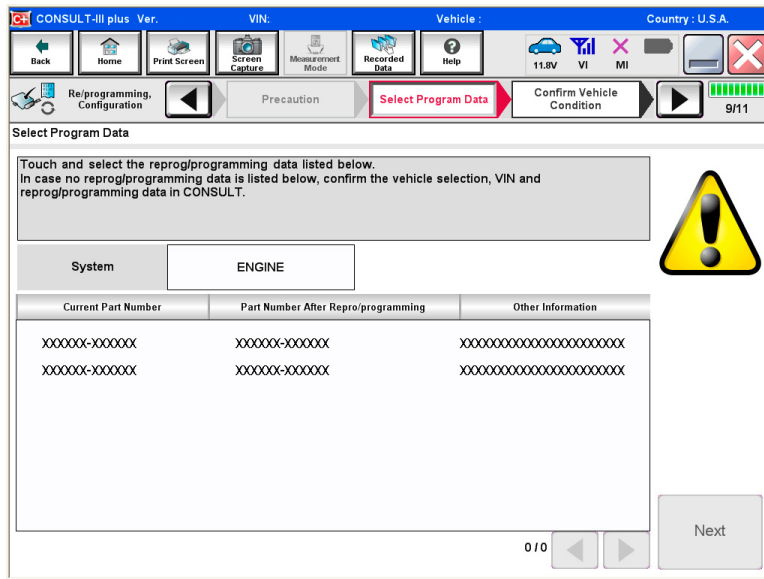 C+ CONSULT-III plus Ver. VIN: Vehicle : Country : U.S.A.
Back Home Print Screen Screen Capture Measurement Mode Recorded Data Help 11.8V VI MI
Re/programming, Configuration Precaution Select Program Data Confirm Vehicle Condition 9/11
Select Program Data
Touch and select the reprog/programming data listed below.
In case no reprog/programming data is listed below, confirm the vehicle selection, VIN and
reprog/programming data in CONSULT.
System ENGINE
Current Part Number Part Number After Repro/programming Other Information
XXXXXX-XXXXXX XXXXXX-XXXXXX XXXXXXXXXXXXXXXXXXXXXX
XXXXXX-XXXXXX XXXXXX-XXXXXX XXXXXXXXXXXXXXXXXXXXXX
0/0
Next